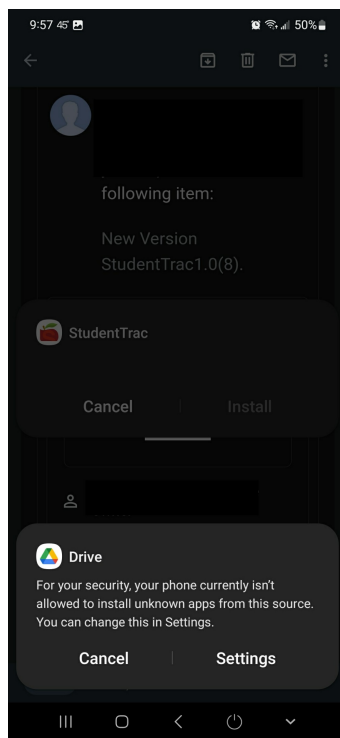 9:57 45°
50%
following item:
New Version
StudentTrac1.0(8).
StudentTrac
Cancel
Install
Drive
For your security, your phone currently isn't
allowed to install unknown apps from this source.
You can change this in Settings.
Cancel
Settings